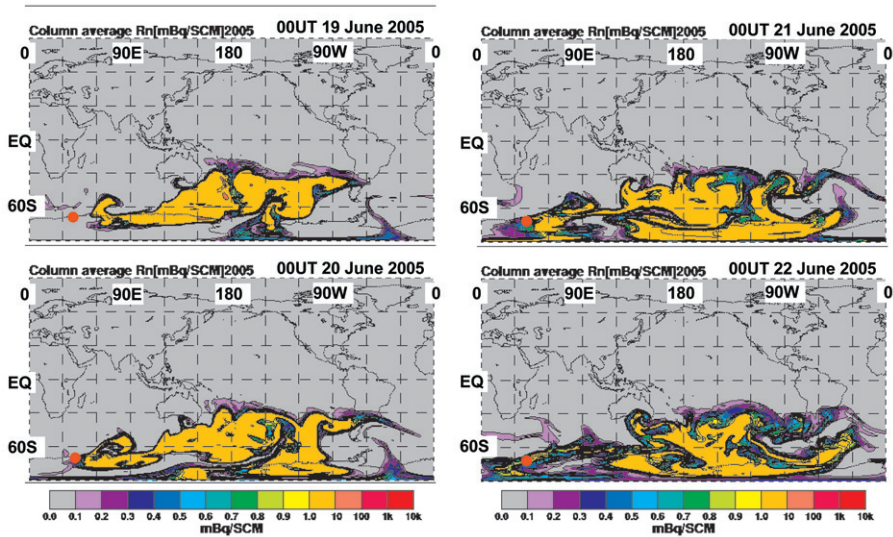 Column average Rn[mBq/SCM]2005 00UT 19 June 2005
0 90E 180 90W 0
EQ
60S
Column average Rn[mBq/SCM]2005 00UT 20 June 2005
0 90E 180 90W 0
EQ
60S
0.0 0.1 0.2 0.3 0.4 0.5 0.6 0.7 0.8 0.9 1.0 10 100 1k 10k
mBq/SCM
Column average Rn[mBq/SCM]2005 00UT 21 June 2005
0 90E 180 90W 0
EQ
60S
Column average Rn[mBq/SCM]2005 00UT 22 June 2005
0 90E 180 90W 0
EQ
60S
0.0 0.1 0.2 0.3 0.4 0.5 0.6 0.7 0.8 0.9 1.0 10 100 1k 10k
mBq/SCM